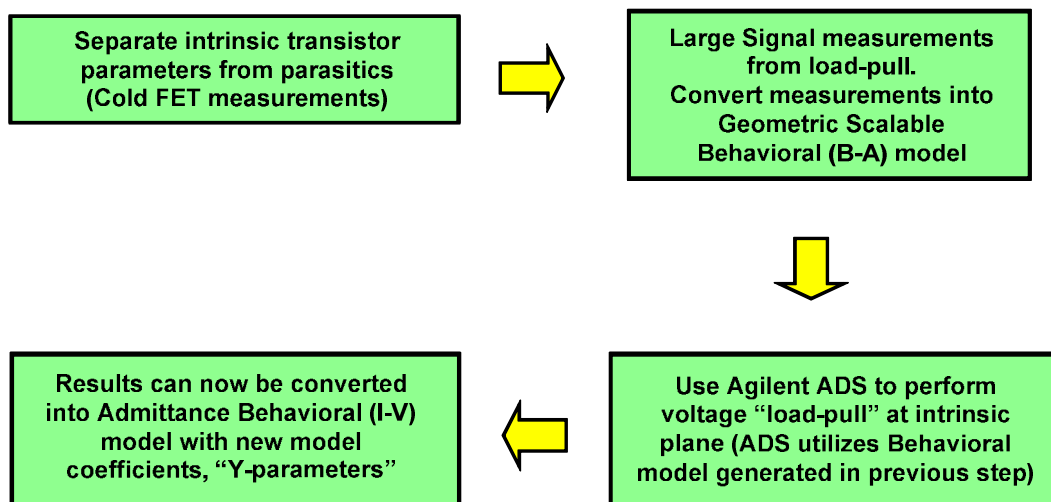 Separate intrinsic transistor
parameters from parasitics
(Cold FET measurements)
Large Signal measurements
from load-pull.
Convert measurements into
Geometric Scalable
Behavioral (B-A) model
Use Agilent ADS to perform
voltage “load-pull” at intrinsic
plane (ADS utilizes Behavioral
model generated in previous step)
Results can now be converted
into Admittance Behavioral (I-V)
model with new model
coefficients, “Y-parameters”